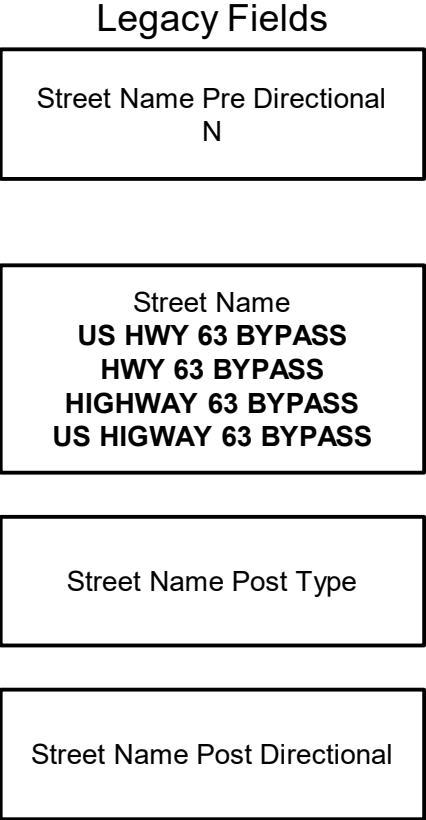 Legacy Fields
Street Name Pre Directional
N
Street Name
US HWY 63 BYPASS
HWY 63 BYPASS
HIGHWAY 63 BYPASS
US HIGWAY 63 BYPASS
Street Name Post Type
Street Name Post Directional